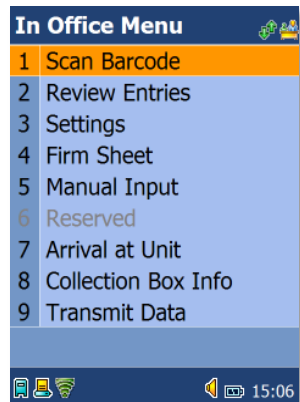 In Office Menu
1 Scan Barcode
2 Review Entries
3 Settings
4 Firm Sheet
5 Manual Input
6 Reserved
7 Arrival at Unit
8 Collection Box Info
9 Transmit Data
15:06